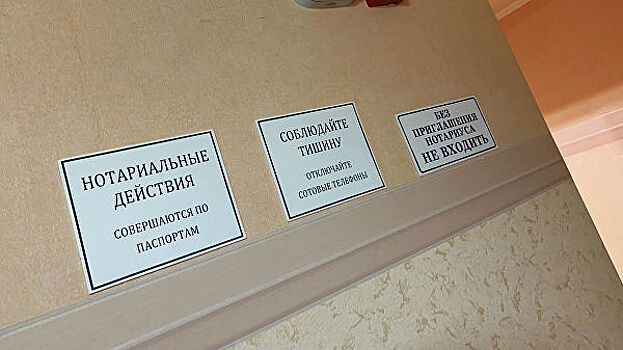 НОТАРИАЛЬНЫЕ
ДЕЙСТВИЯ
СОВЕРШАЮТСЯ ПО
ПАСПОРТАМ
СОБЛЮДАЙТЕ
ТИШИНУ
ОТКЛЮЧАЙТЕ
СОТОВЫЕ ТЕЛЕФОНЫ
БЕЗ
ПРИГЛАШЕНИЯ
НОТАРИУСА
НЕ ВХОДИТЬ